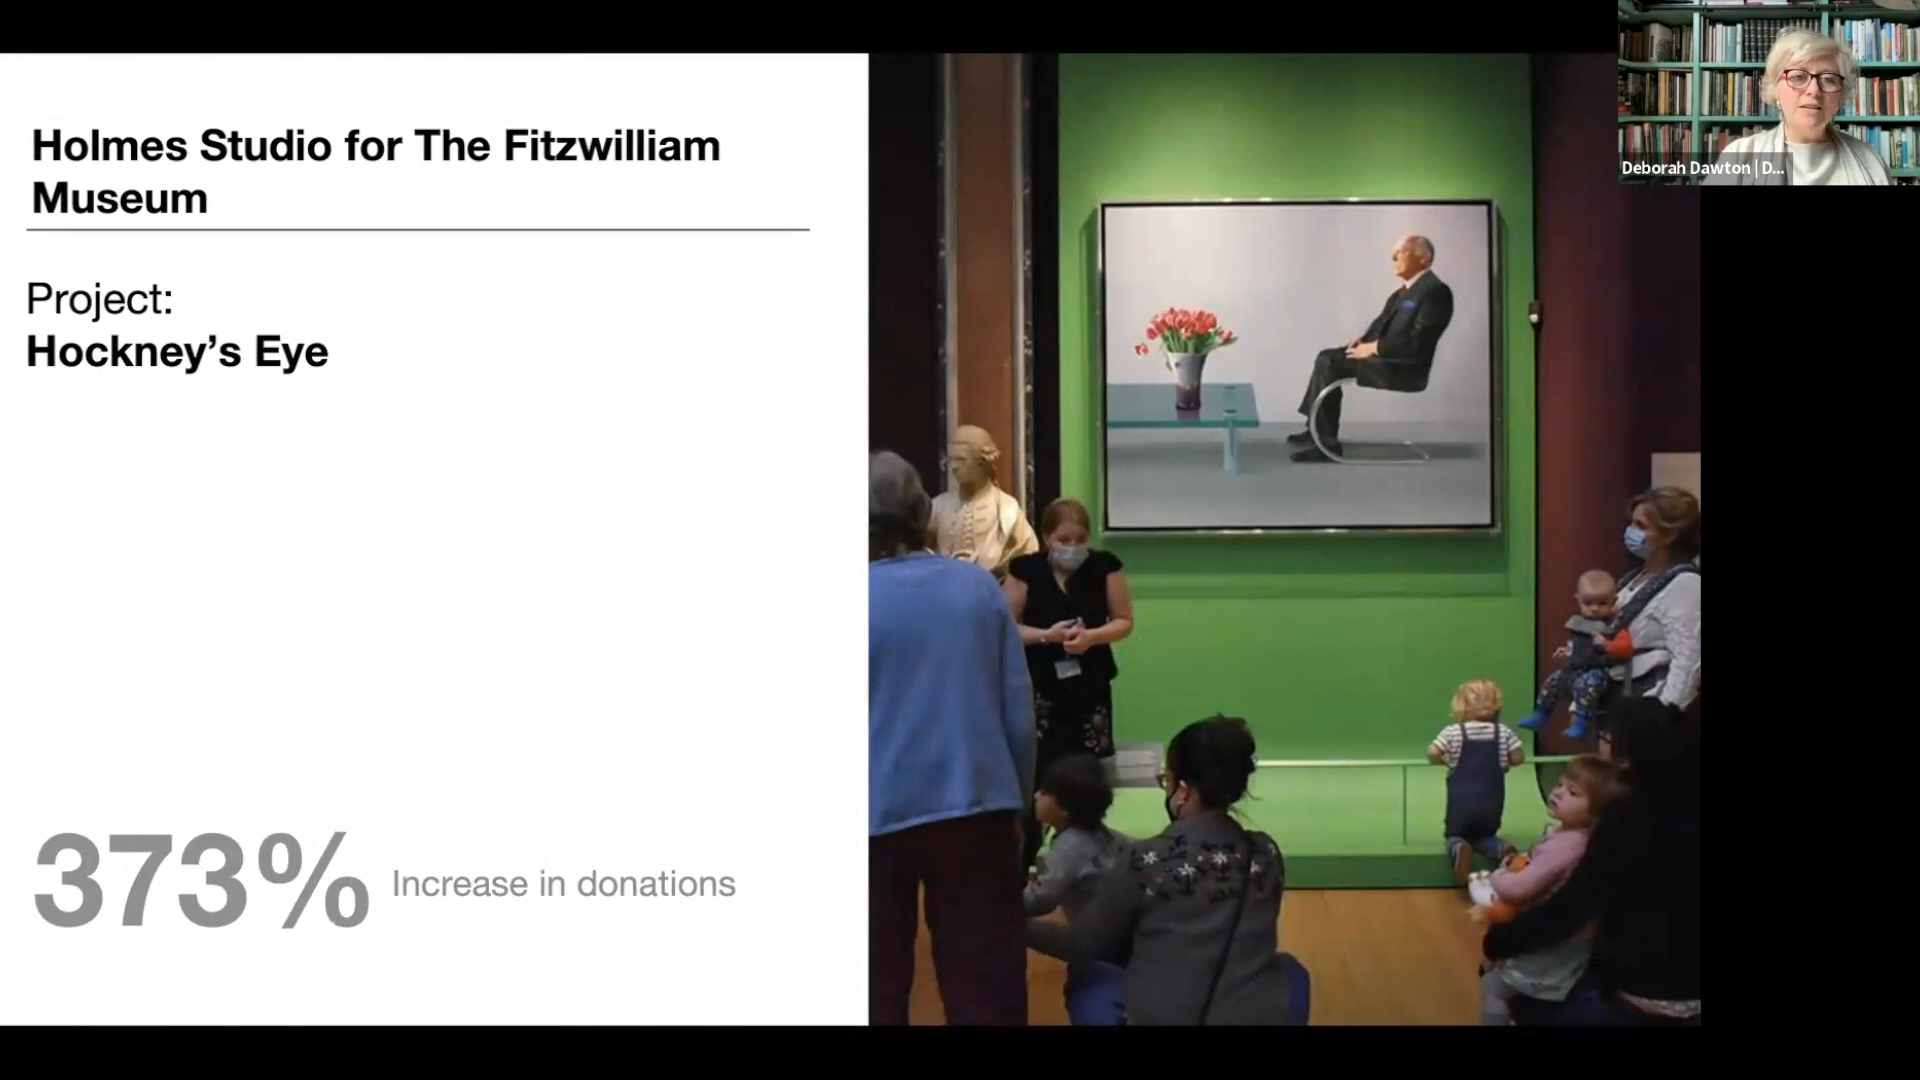 Holmes Studio for The Fitzwilliam
Museum
Project:
Hockney’s Eye
373% Increase in donations
Deborah Dawton | D...